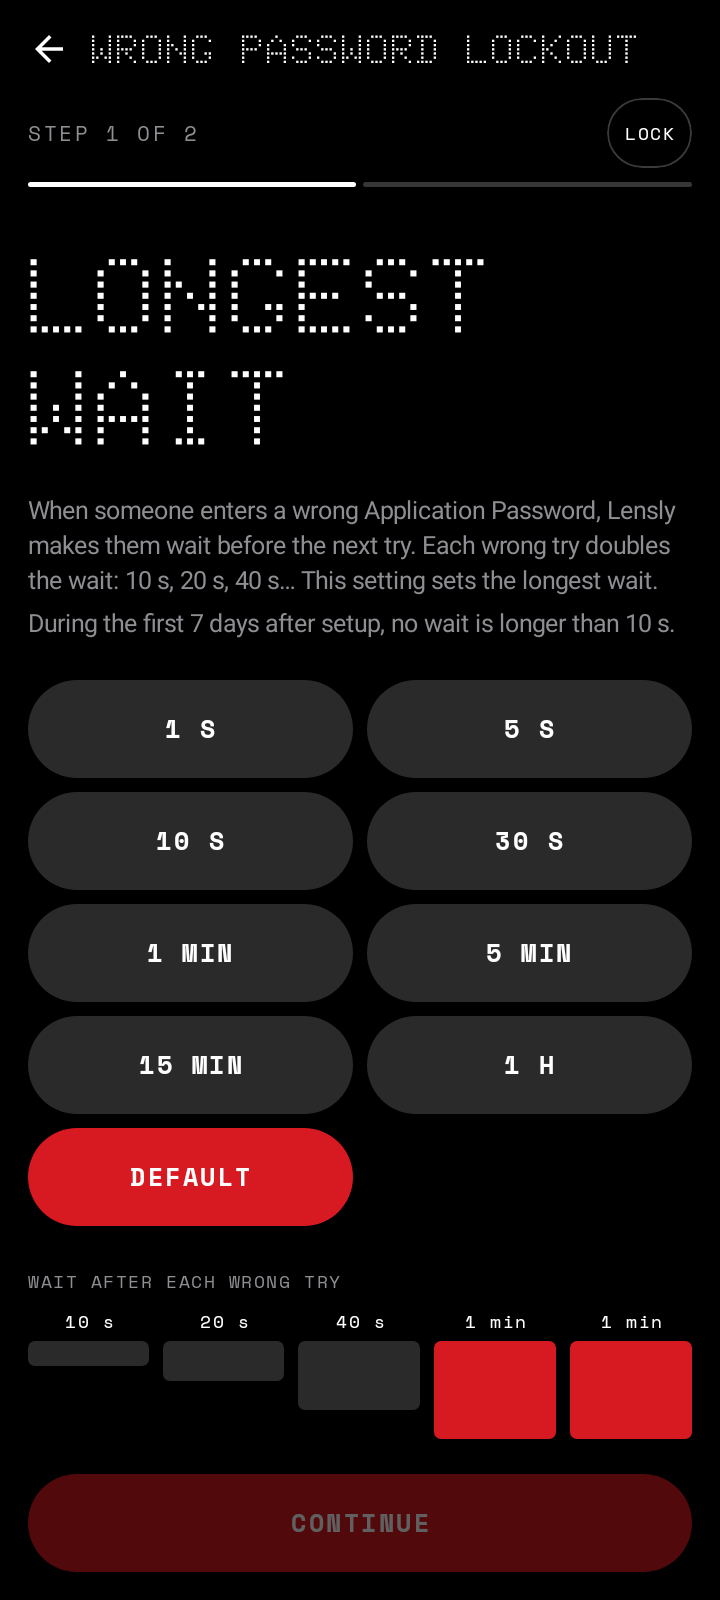 WRONG PASSWORD LOCKOUT
STEP 1 OF 2
LOCK
LONGEST
WAIT
When someone enters a wrong Application Password, Lensly
makes them wait before the next try. Each wrong try doubles
the wait: 10 s, 20 s, 40 s... This setting sets the longest wait.
During the first 7 days after setup, no wait is longer than 10 s.
1 S
5 S
10 S
30 S
1 MIN
5 MIN
15 MIN
1 H
DEFAULT
WAIT AFTER EACH WRONG TRY
10 s
20 s
40 s
1 min
1 min
CONTINUE